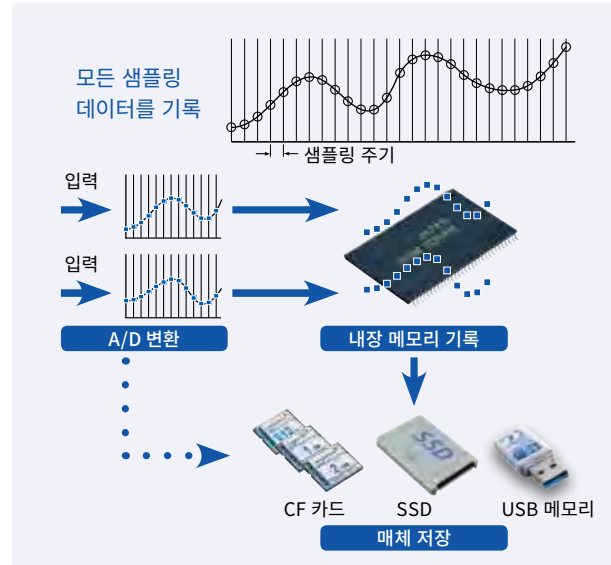 모든 샘플링
데이터를 기록
샘플링 주기
입력
입력
A/D 변환
내장 메모리 기록
SSD
CF 카드
SSD
USB 메모리
매체 저장